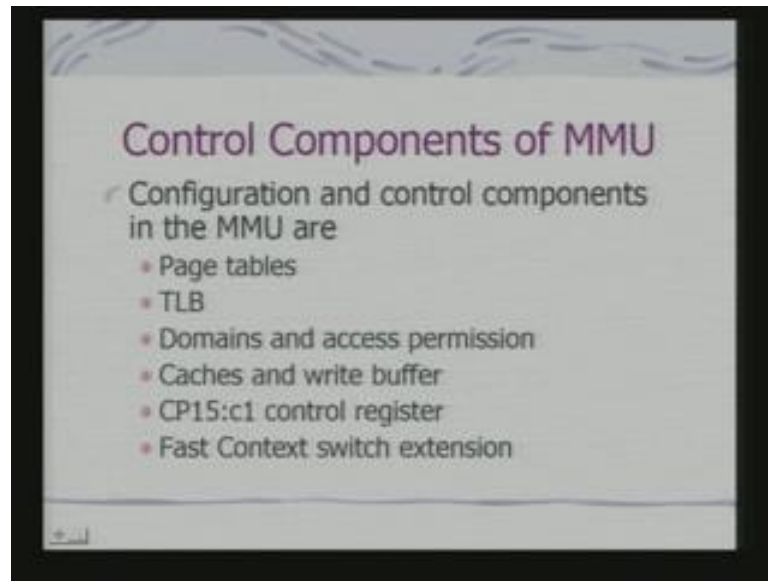 Control Components of MMU
Configuration and control components
in the MMU are
Page tables
TLB
Domains and access permission
Caches and write buffer
CP15:c1 control register
Fast Context switch extension